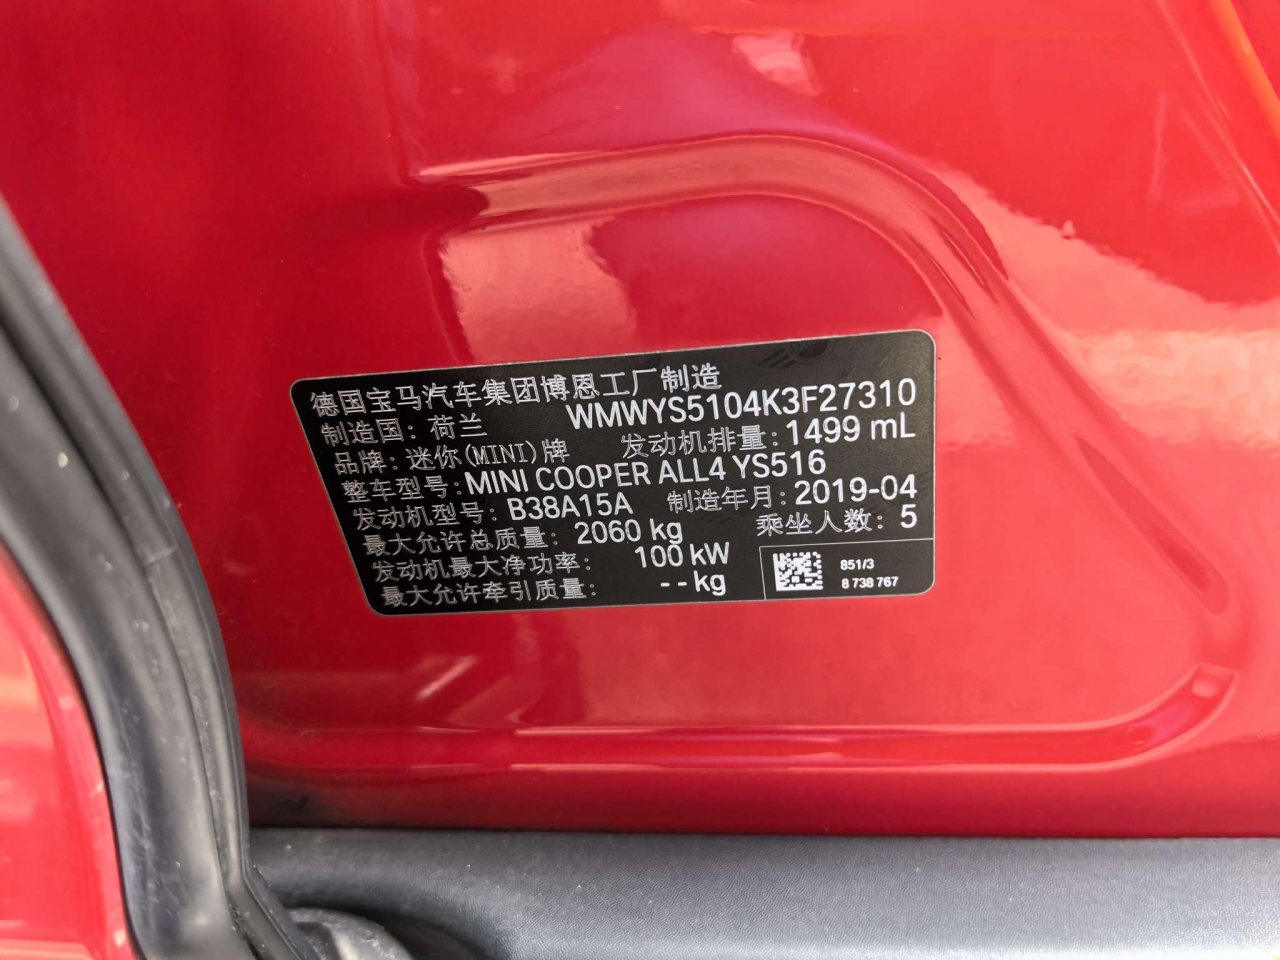 德国宝马汽车集团博恩工厂制造
制造国：荷兰 WMWYS5104K3F27310
品牌：迷你(MINI)牌 发动机排量：1499 mL
整车型号：MINI COOPER ALL4 YS516
发动机型号：B38A15A 制造年月：2019-04
最大允许总质量：2060 kg 乘坐人数：5
发动机最大净功率：100 kW
最大允许牵引质量：--kg
851/3
8 738 767